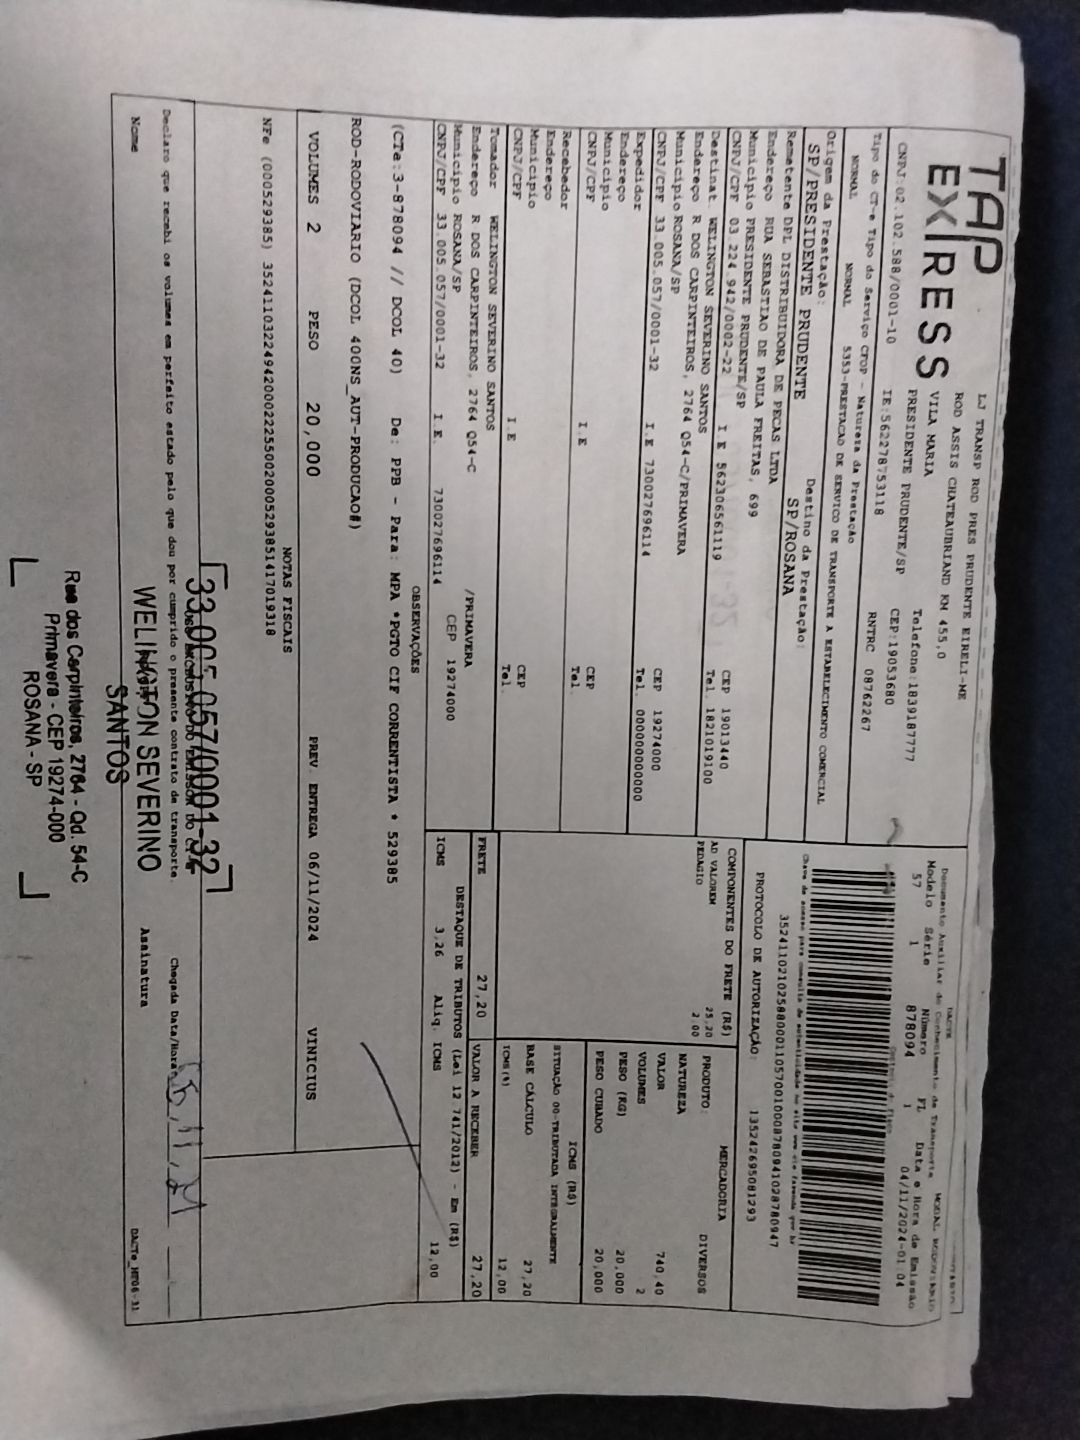 TAP EXPRESS
LJ TRANSP ROD PRES PRUDENTE EIRELI-ME
ROD ASSIS CHATEAUBRIAND KM 455,0
VILA MARIA
PRESIDENTE PRUDENTE/SP
Telefone:1839187777
CNPJ:02.102.588/0001-10 IE:562278753118 CEP:19053680
Tipo do CT-e Tipo do Serviço CFOP - Natureza da Prestação RNTRC 08762267
NORMAL NORMAL 5353-PRESTACAO DE SERVICO DE TRANSPORTE A ESTABELECIMENTO COMERCIAL
Origem da Prestação: Destino da Prestação:
SP/PRESIDENTE PRUDENTE SP/ROSANA
Remetente DPL DISTRIBUIDORA DE PECAS LTDA
Endereço RUA SEBASTIAO DE PAULA FREITAS, 699
Município PRESIDENTE PRUDENTE/SP CEP 19013440
CNPJ/CPF 03.224.942/0002-22 I.E 562306561119 Tel. 1821019100
Destinat. WELINGTON SEVERINO SANTOS
Endereço R DOS CARPINTEIROS, 2764 Q54-C/PRIMAVERA
Município ROSANA/SP CEP 19274000
CNPJ/CPF 33.005.057/0001-32 I.E 730027696114 Tel. 00000000000
Expedidor
Endereço
Município CEP
CNPJ/CPF I.E Tel.
Recebedor
Endereço
Município CEP
CNPJ/CPF I.E Tel.
Tomador WELINGTON SEVERINO SANTOS
Endereço R DOS CARPINTEIROS, 2764 Q54-C /PRIMAVERA
Município ROSANA/SP CEP 19274000
CNPJ/CPF 33.005.057/0001-32 I.E. 730027696114
DACTE MODAL RODOVIÁRIO
Documento Auxiliar do Conhecimento de Transporte
Modelo Série Número FL Data e Hora de Emissão
57 1 878094 1 04/11/2024-01:04
35241102102588000110570010008780941028780947
PROTOCOLO DE AUTORIZAÇÃO: 135242695081293
COMPONENTES DO FRETE (R$)
AD VALOREM 25,20
PEDAGIO 2,00
MERCADORIA
PRODUTO: DIVERSOS
NATUREZA
VALOR 740,40
VOLUMES 2
PESO (KG) 20,000
PESO CUBADO 20,000
ICMS (R$)
SITUAÇÃO 00-TRIBUTADA INTEGRALMENTE
BASE CÁLCULO 27,20
ICMS(%) 12,00
FRETE 27,20 VALOR A RECEBER 27,20
DESTAQUE DE TRIBUTOS (Lei 12.741/2012) - Em (R$)
ICMS 3,26 Aliq. ICMS 12,00
OBSERVAÇÕES
(CTe:3-878094 // DCOL 40) De: PPB - Para: MPA *PGTO CIF CORRENTISTA * 529385
ROD-RODOVIARIO (DCOL 400NS_AUT-PRODUCAO#)
VOLUMES 2 PESO 20,000 PREV. ENTREGA 06/11/2024 VINICIUS
NOTAS FISCAIS
NFe (000529385) 35241103224942000222550020005293851417019318
Declaro que recebi os volumes em perfeito estado pelo que dou por cumprido o presente contrato de transporte.
Chegada Data/Hora
Nome Assinatura
33.005.057/0001-32
WELINGTON SEVERINO
SANTOS
Rua dos Carpinteiros, 2764 - Qd. 54-C
Primavera - CEP 19274-000
ROSANA - SP